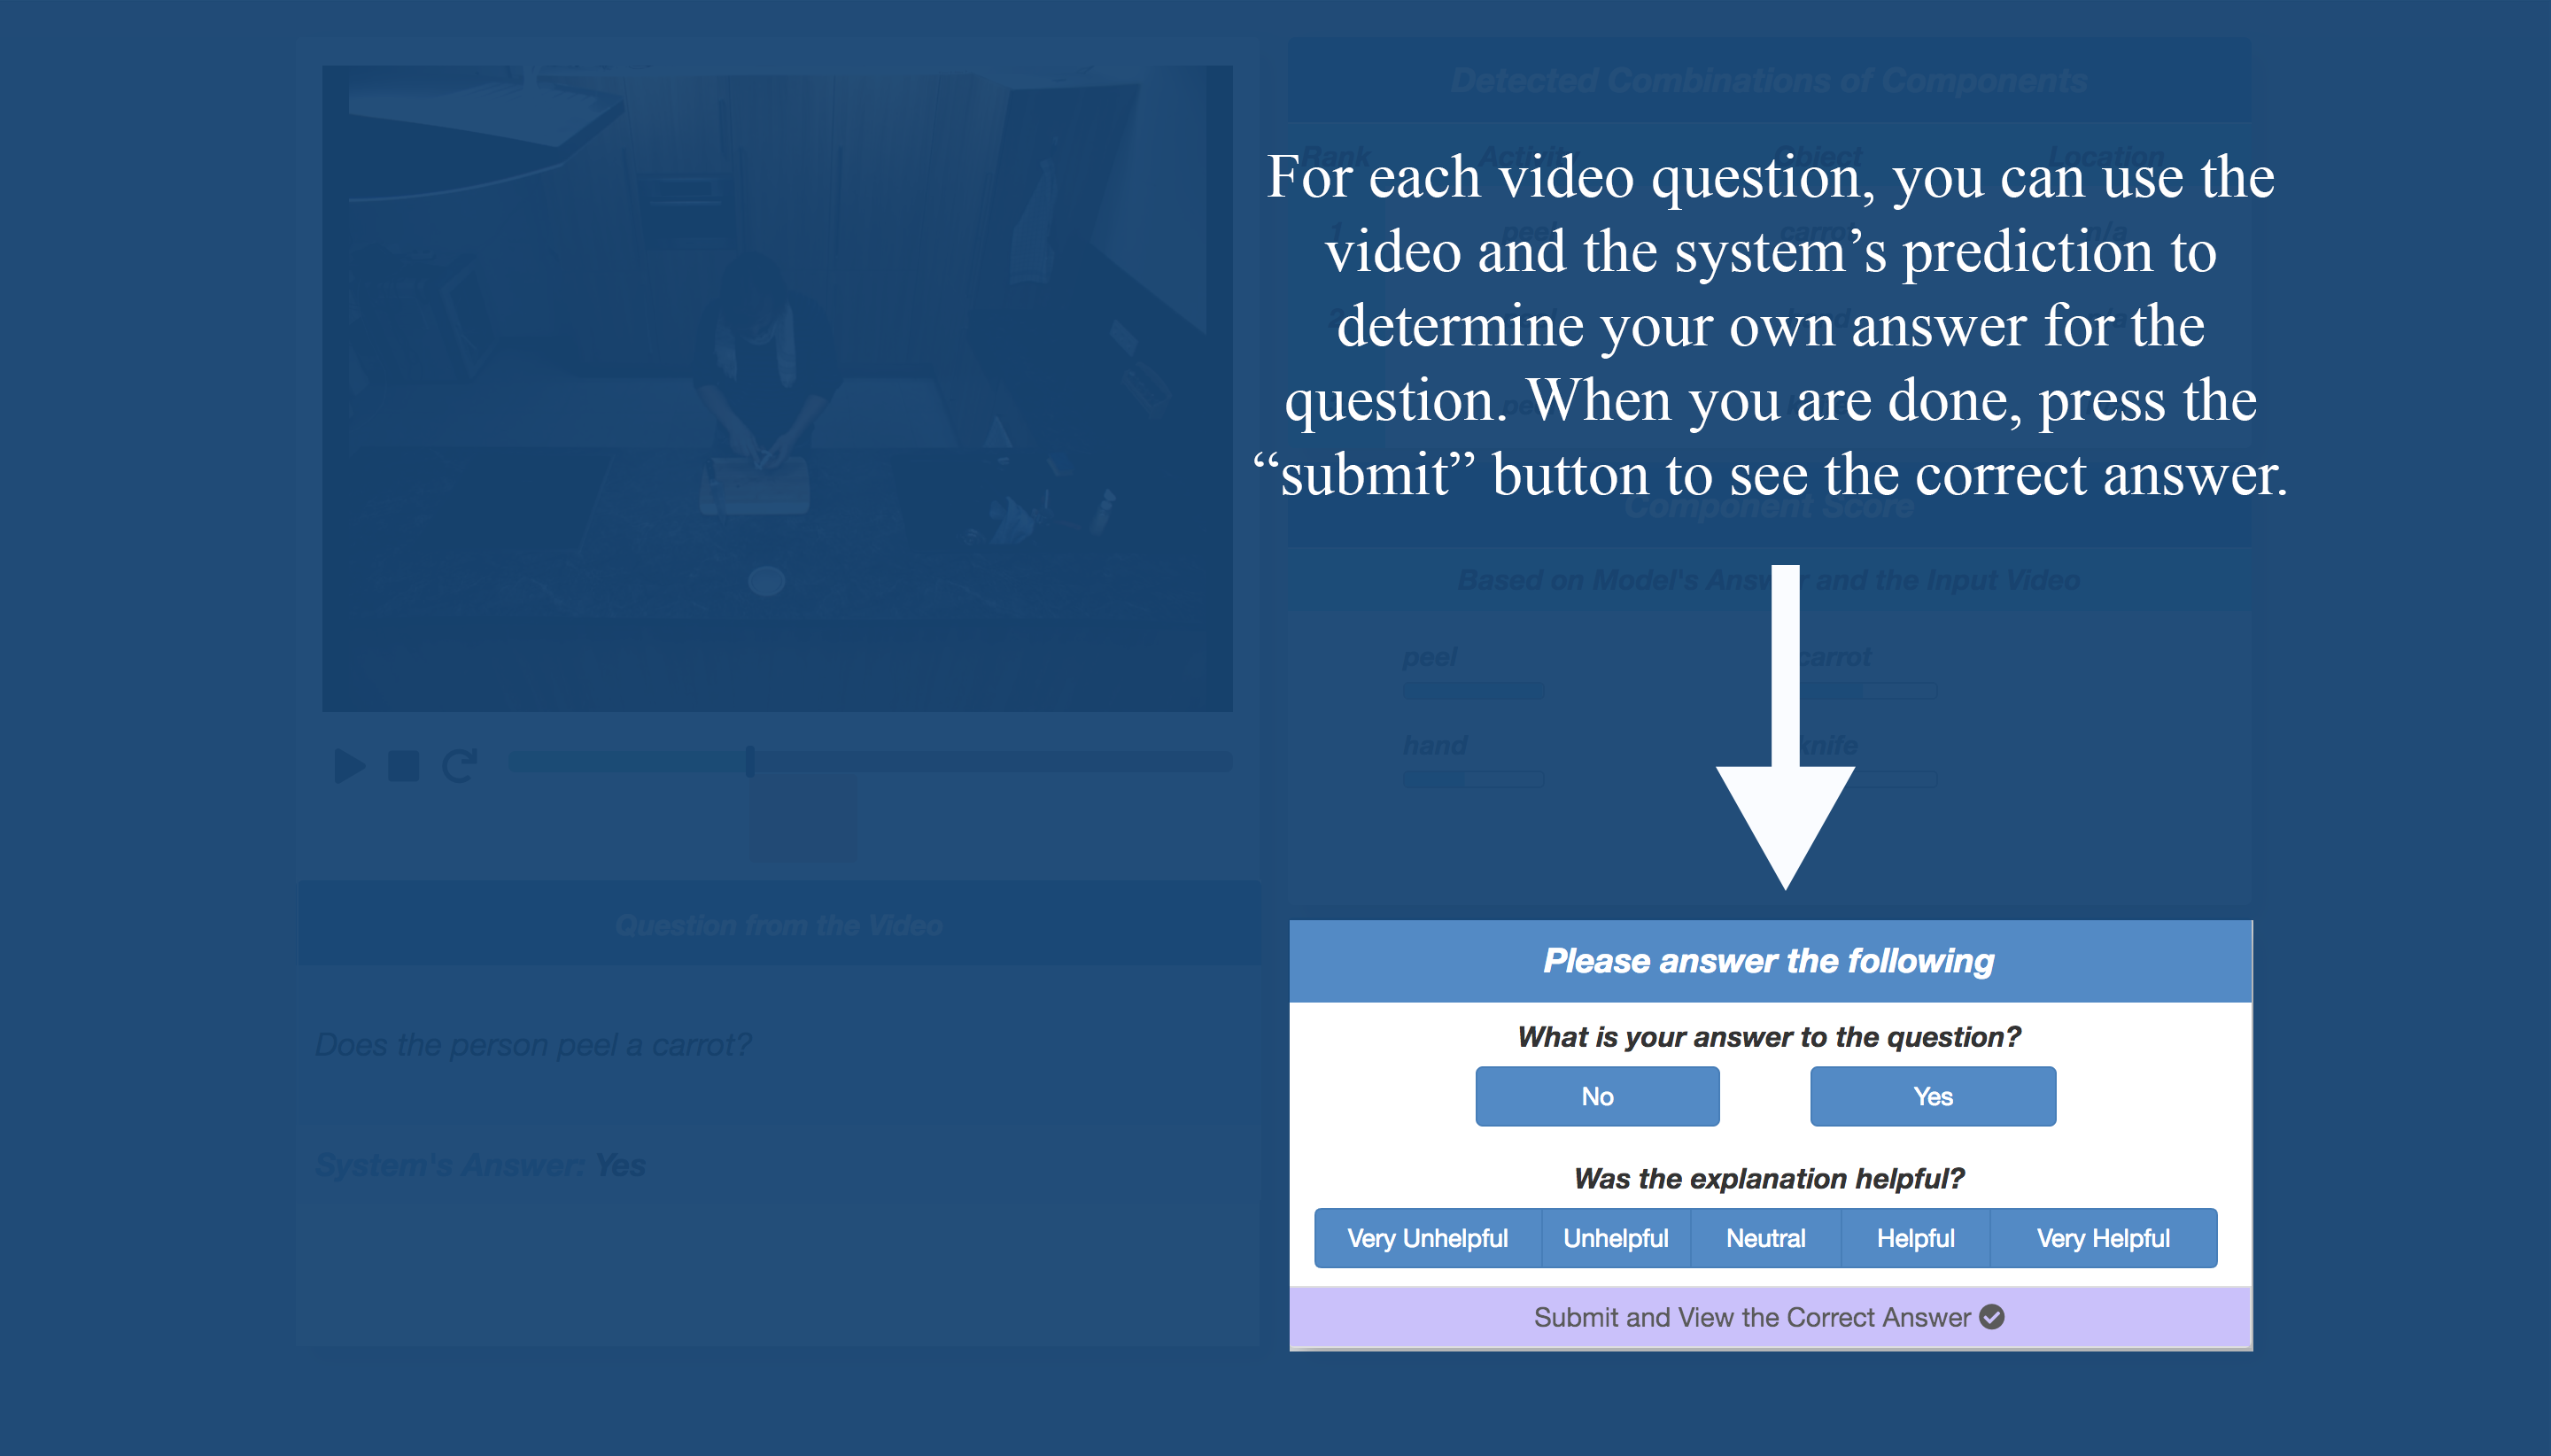 Detected Combinations of Components
Rank Activity Object Location
For each video question, you can use the
1 peel carrot n/a
video and the system’s prediction to
determine your own answer for the
question. When you are done, press the
“submit” button to see the correct answer.
Component Score
Based on Model's Answer and the Input Video
peel carrot
hand knife
Question from the Video
Does the person peel a carrot?
System's Answer: Yes
Please answer the following
What is your answer to the question?
No Yes
Was the explanation helpful?
Very Unhelpful Unhelpful Neutral Helpful Very Helpful
Submit and View the Correct Answer